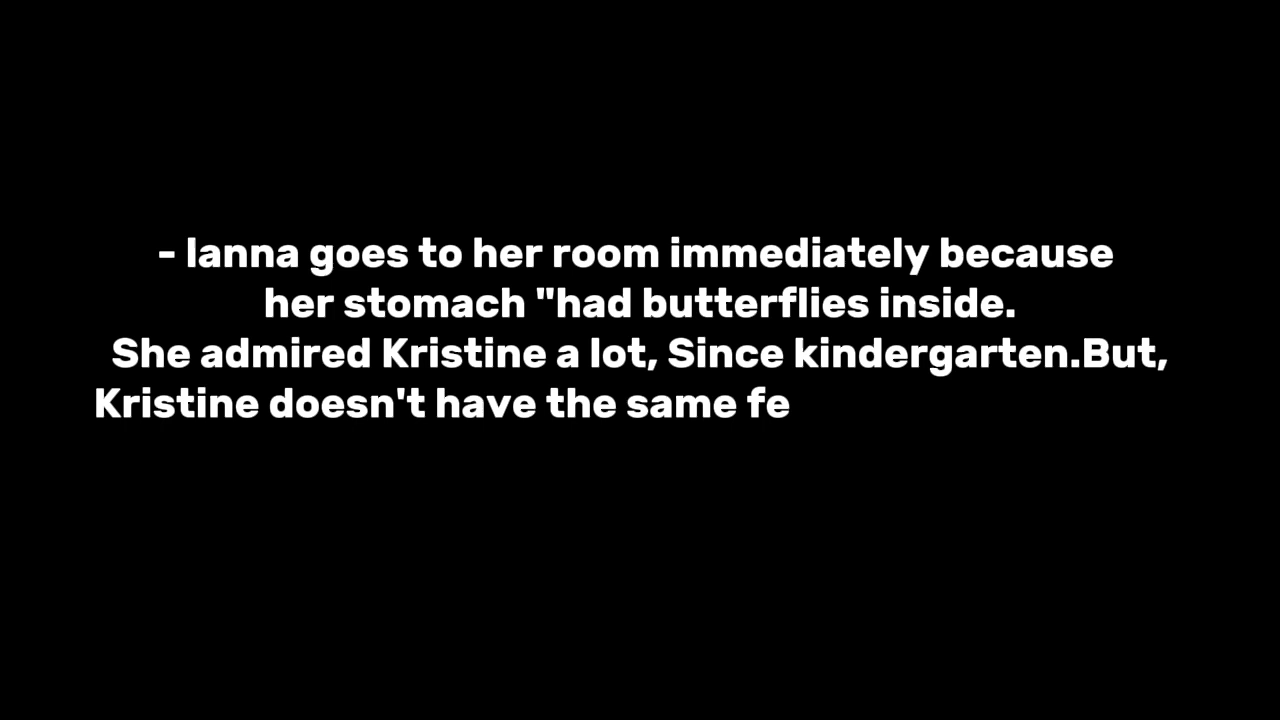 - Ianna goes to her room immediately because
her stomach "had butterflies inside.
She admired Kristine a lot, Since kindergarten.But,
Kristine doesn't have the same fe